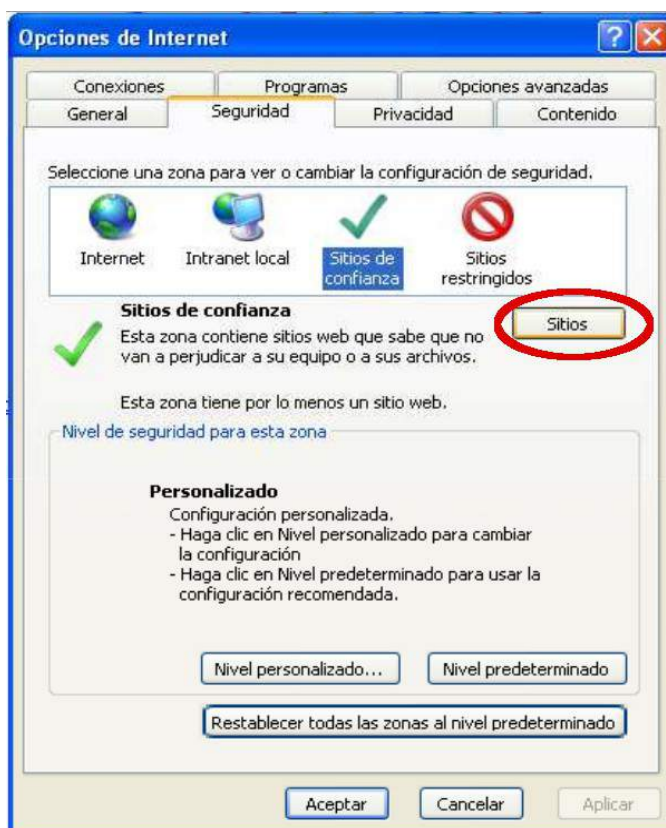 Opciones de Internet
?
Conexiones Programas Opciones avanzadas
General Seguridad Privacidad Contenido
Seleccione una zona para ver o cambiar la configuración de seguridad.
Internet Intranet local Sitios de confianza Sitios restringidos
Sitios de confianza
Sitios
Esta zona contiene sitios web que sabe que no
van a perjudicar a su equipo o a sus archivos.
Esta zona tiene por lo menos un sitio web.
Nivel de seguridad para esta zona
Personalizado
Configuración personalizada.
- Haga clic en Nivel personalizado para cambiar
la configuración
- Haga clic en Nivel predeterminado para usar la
configuración recomendada.
Nivel personalizado... Nivel predeterminado
Restablecer todas las zonas al nivel predeterminado
Aceptar Cancelar Aplicar